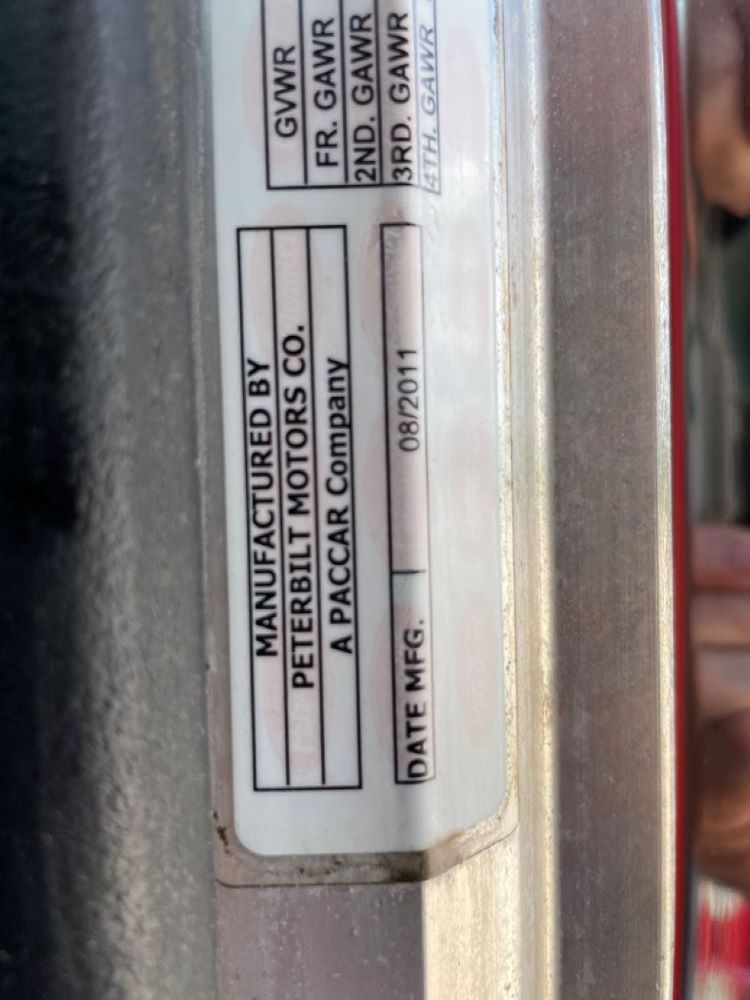 MANUFACTURED BY
PETERBILT MOTORS CO.
A PACCAR Company
DATE MFG. 08/2011
GVWR
FR. GAWR
2ND. GAWR
3RD. GAWR
4TH. GAWR